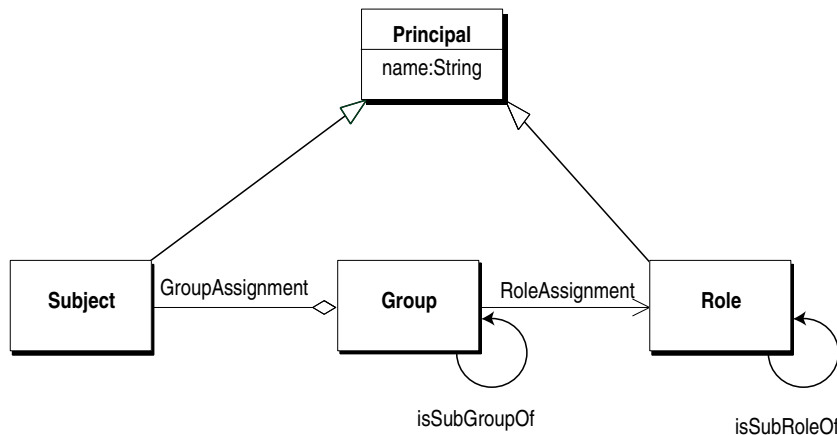 Principal
name:String
Subject
GroupAssignment
Group
RoleAssignment
Role
isSubGroupOf
isSubRoleOf